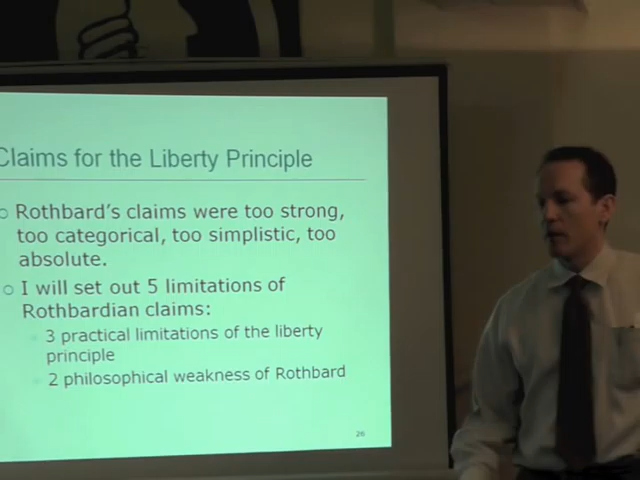 Claims for the Liberty Principle
Rothbard's claims were too strong,
too categorical, too simplistic, too
absolute.
I will set out 5 limitations of
Rothbardian claims:
3 practical limitations of the liberty
principle
2 philosophical weakness of Rothbard
26